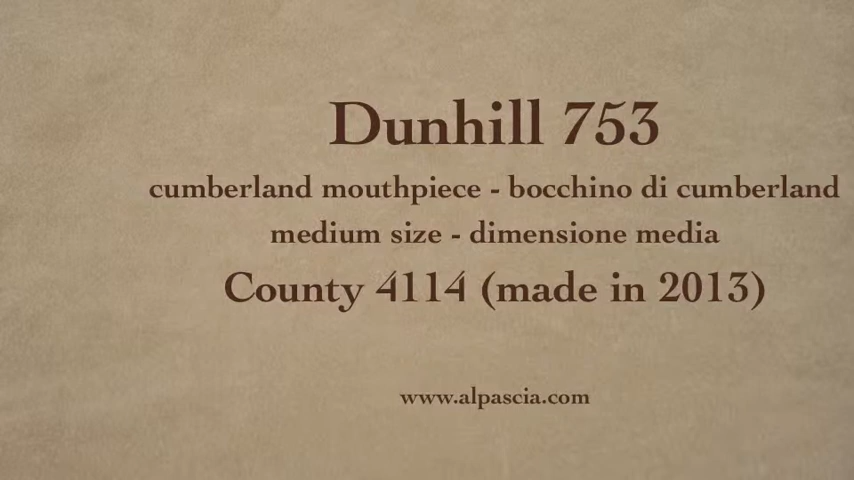 Dunhill 753
cumberland mouthpiece - bocchino di cumberland
medium size - dimensione media
County 4114 (made in 2013)
www.alpascia.com